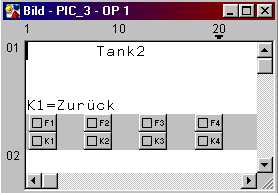 Bild - PIC_3 - OP 1
1 10 20
01 Tank2
K1=Zurück
F1 F2 F3 F4
K1 K2 K3 K4
02